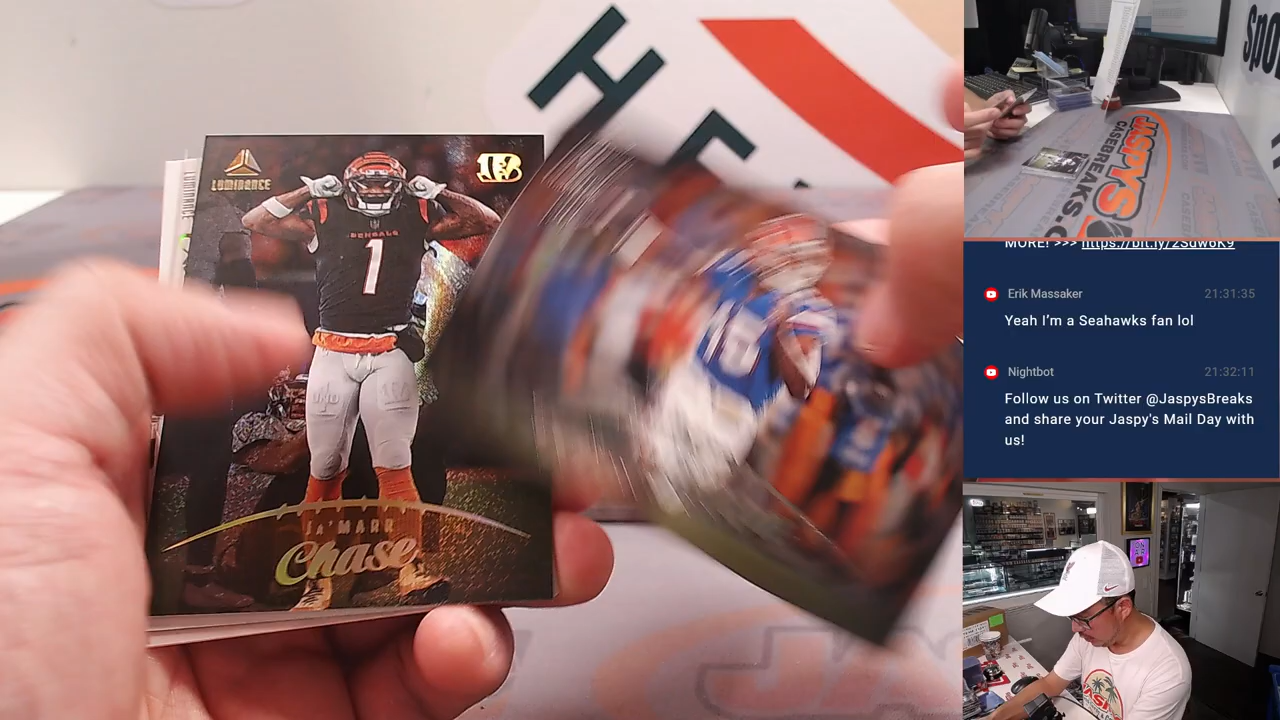 LUMINANCE
BENGALS
1
JA'MARR
Chase
JASPYS
CASEBREAKS.C
spo
MORE! >>> https://bit.ly/2Sdw6K9
Erik Massaker 21:31:35
Yeah I'm a Seahawks fan lol
Nightbot 21:32:11
Follow us on Twitter @JaspysBreaks
and share your Jaspy's Mail Day with
us!